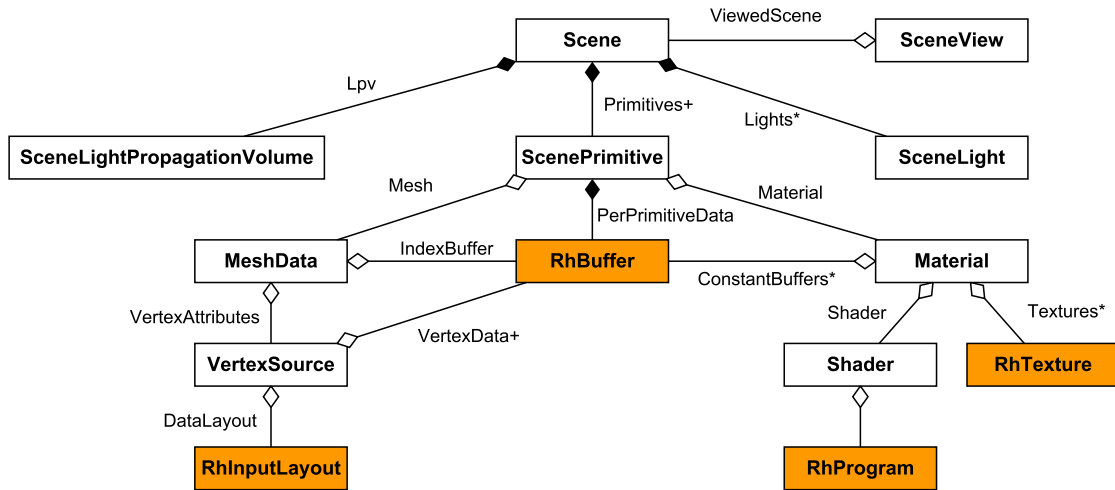 ViewedScene
Scene
SceneView
Lpv
Primitives+
Lights*
SceneLightPropagationVolume
ScenePrimitive
SceneLight
Mesh
Material
PerPrimitiveData
MeshData
IndexBuffer
RhBuffer
ConstantBuffers*
Material
VertexAttributes
VertexData+
Shader
Textures*
VertexSource
Shader
RhTexture
DataLayout
RhInputLayout
RhProgram